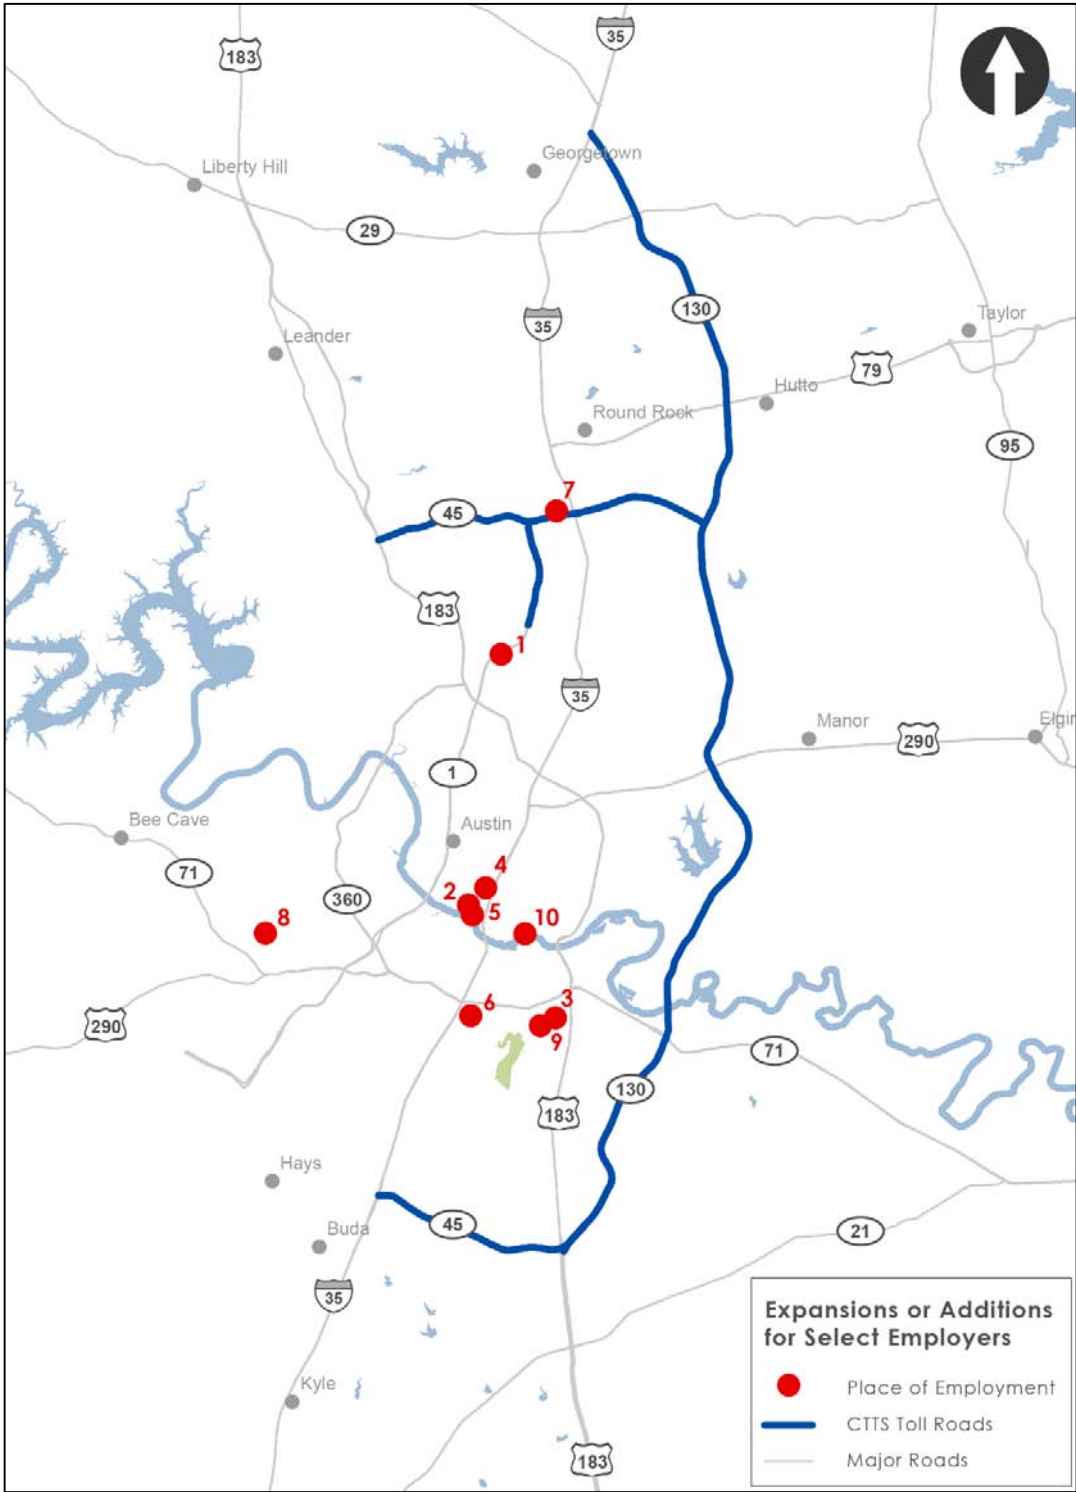 35
183
Georgetown
Liberty Hill
29
130
35
Taylor
Leander
79
Hutto
Round Rock
95
7
45
183
1
35
Manor
Elgin
290
1
Bee Cave
Austin
71
4
2
360
5
10
8
6
3
290
9
71
130
183
Hays
45
Buda
21
35
Expansions or Additions
for Select Employers
Kyle
Place of Employment
CTTS Toll Roads
Major Roads
183